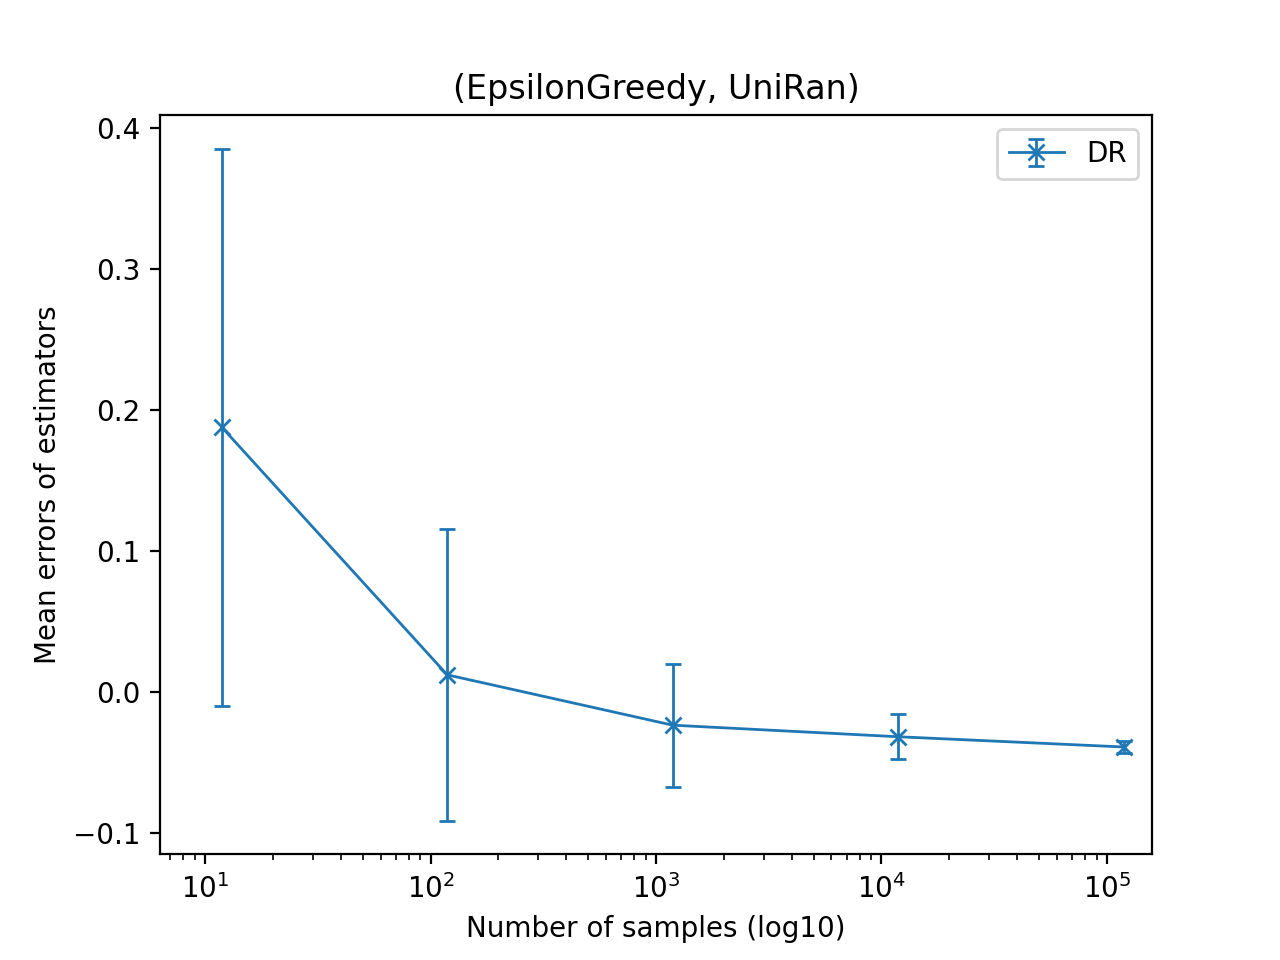 (EpsilonGreedy, UniRan)
DR
Mean errors of estimators
0.4
0.3
0.2
0.1
0.0
−0.1
10¹ 10² 10³ 10⁴ 10⁵
Number of samples (log10)